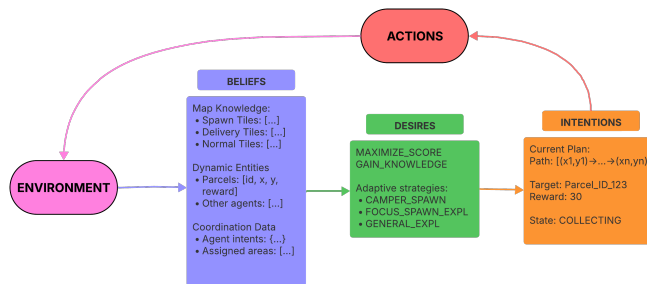 ACTIONS
BELIEFS
Map Knowledge:
• Spawn Tiles: [...]
• Delivery Tiles: [...]
• Normal Tiles: [...]
Dynamic Entities
• Parcels: [id, x, y,
reward]
• Other agents: [...]
Coordination Data
• Agent intents: {...}
• Assigned areas: [...]
DESIRES
MAXIMIZE_SCORE
GAIN_KNOWLEDGE
Adaptive strategies:
• CAMPER_SPAWN
• FOCUS_SPAWN_EXPL
• GENERAL_EXPL
INTENTIONS
Current Plan:
Path: [(x1,y1)→...→(xn,yn)
Target: Parcel_ID_123
Reward: 30
State: COLLECTING
ENVIRONMENT